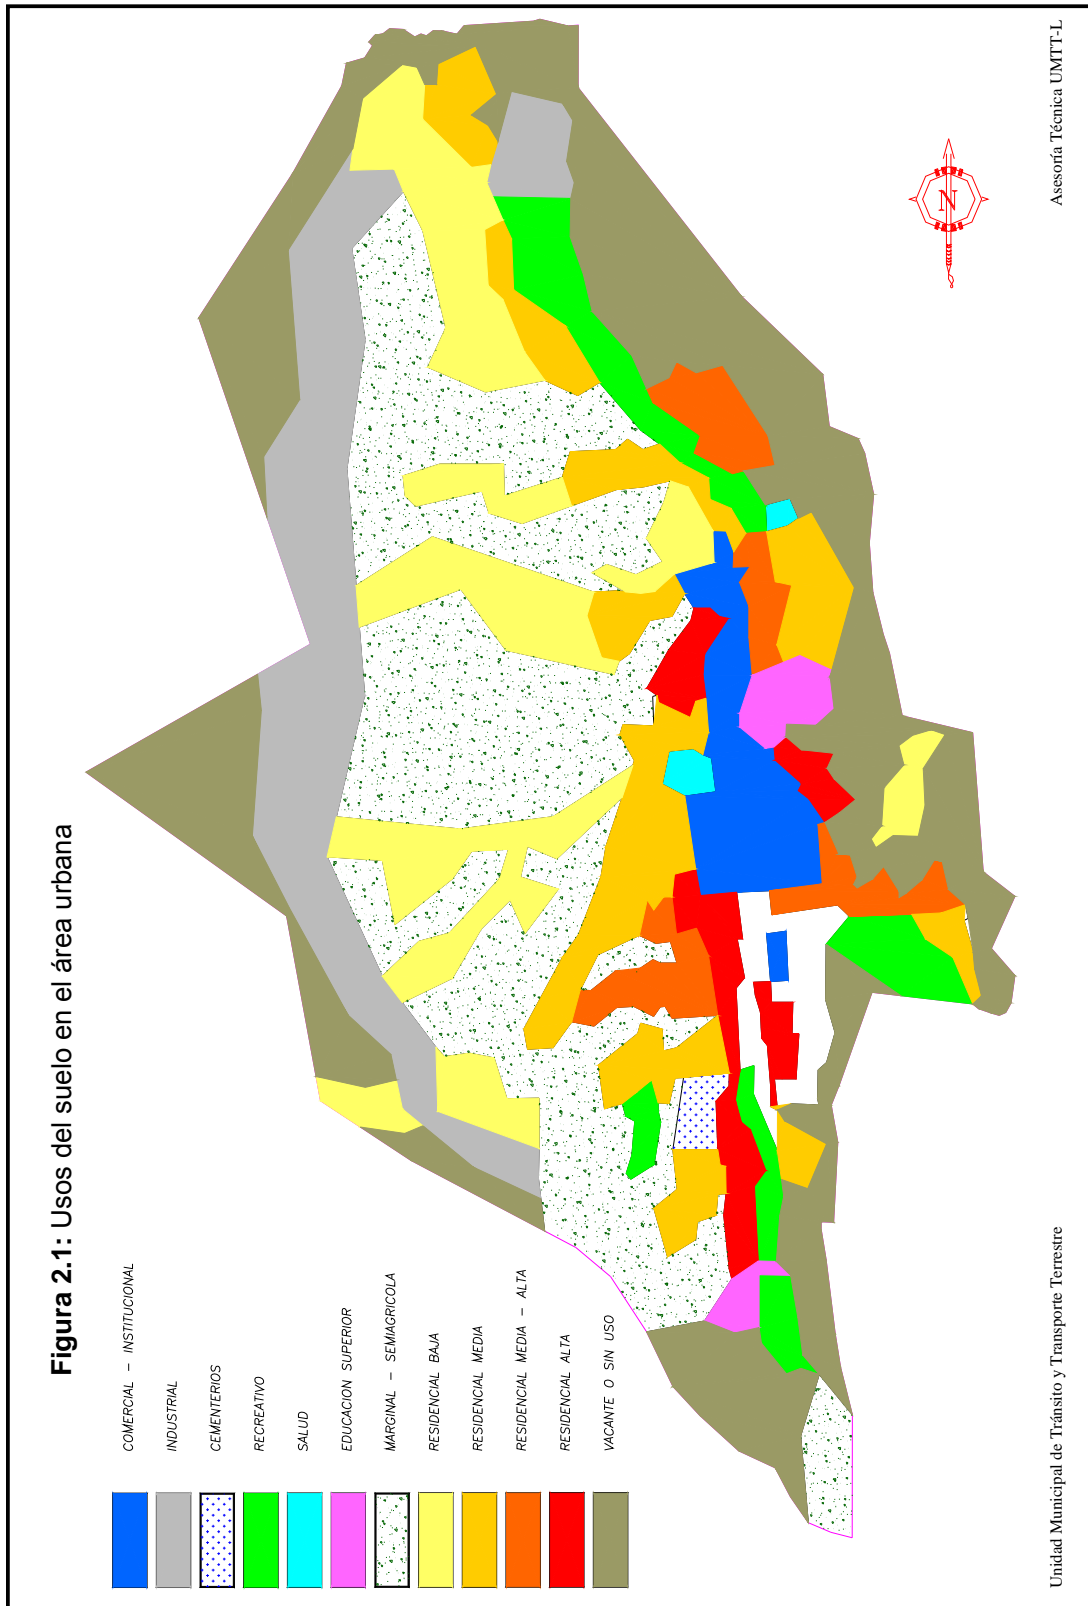 Figura 2.1: Usos del suelo en el área urbana
COMERCIAL - INSTITUCIONAL
INDUSTRIAL
CEMENTERIOS
RECREATIVO
SALUD
EDUCACION SUPERIOR
MARGINAL - SEMIAGRICOLA
RESIDENCIAL BAJA
RESIDENCIAL MEDIA
RESIDENCIAL MEDIA - ALTA
RESIDENCIAL ALTA
VACANTE O SIN USO
N
Unidad Municipal de Tránsito y Transporte Terrestre
Asesoría Técnica UMTT-L